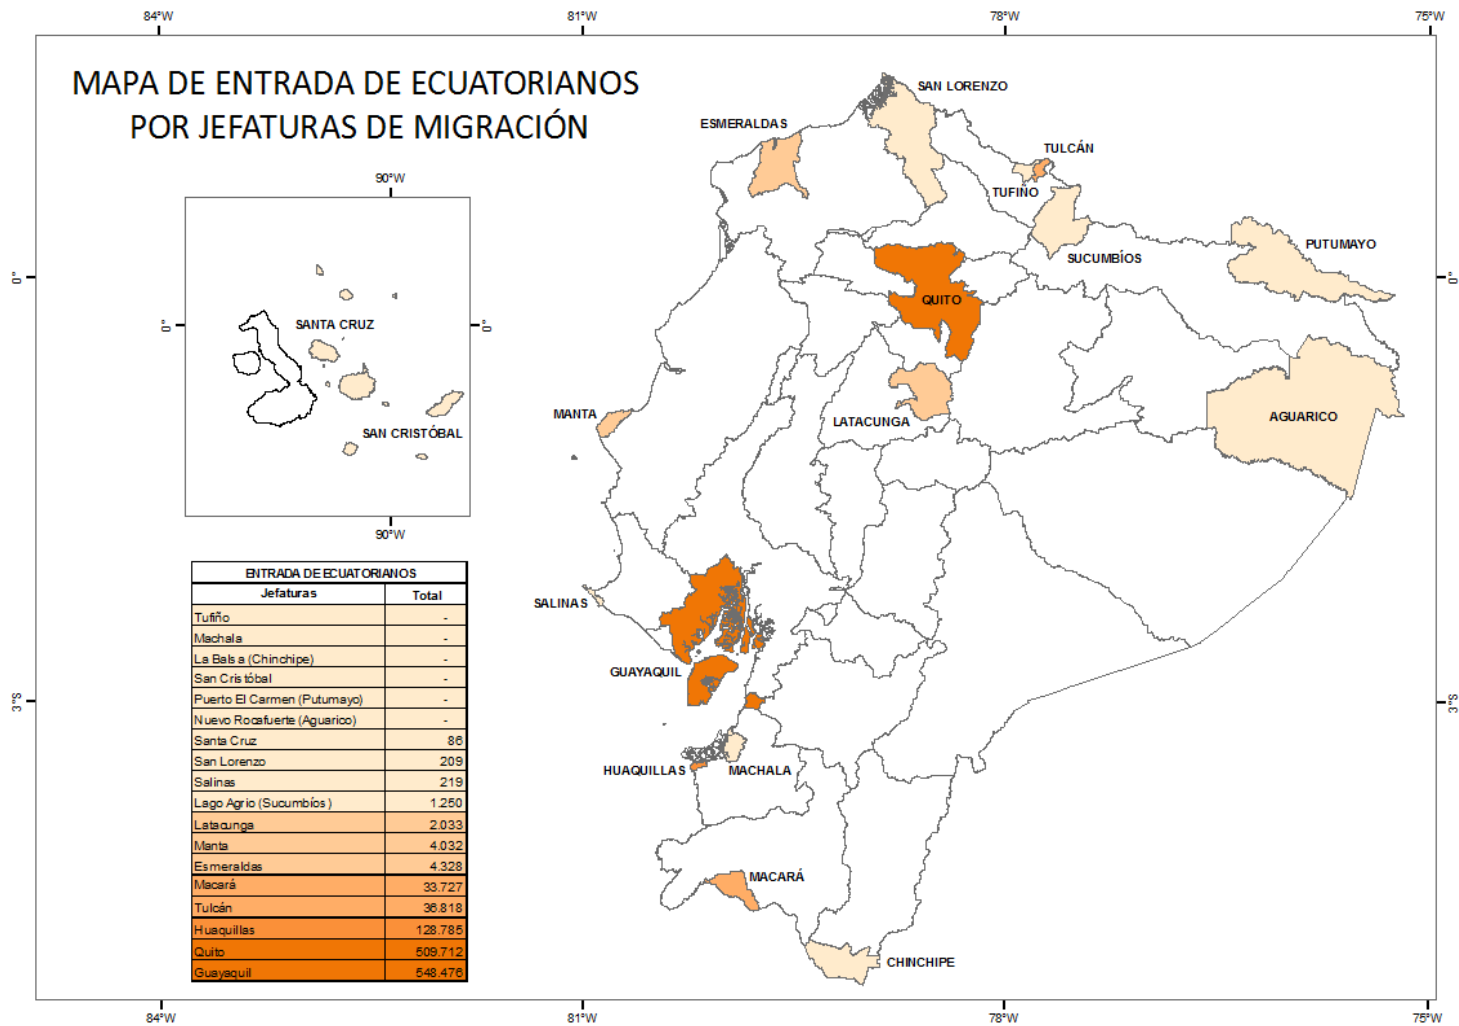 84°W 81°W 78°W 75°W
MAPA DE ENTRADA DE ECUATORIANOS
POR JEFATURAS DE MIGRACIÓN
SAN LORENZO
ESMERALDAS
TULCÁN
TUFIÑO
90°W
PUTUMAYO
SUCUMBÍOS
0° 0°
QUITO
SANTA CRUZ
0° 0°
MANTA
AGUARICO
LATACUNGA
SAN CRISTÓBAL
90°W
ENTRADA DE ECUATORIANOS
Jefaturas Total
Tufiño -
Machala -
La Balsa (Chinchipe) -
San Cristóbal -
Puerto El Carmen (Putumayo) -
Nuevo Rocafuerte (Aguarico) -
Santa Cruz 86
San Lorenzo 209
Salinas 219
Lago Agrio (Sucumbíos) 1.250
Latacunga 2.033
Manta 4.032
Esmeraldas 4.328
Macará 33.727
Tulcán 36.818
Huaquillas 128.785
Quito 509.712
Guayaquil 548.476
SALINAS
GUAYAQUIL
3°S 3°S
HUAQUILLAS
MACHALA
MACARÁ
CHINCHIPE
84°W 81°W 78°W 75°W